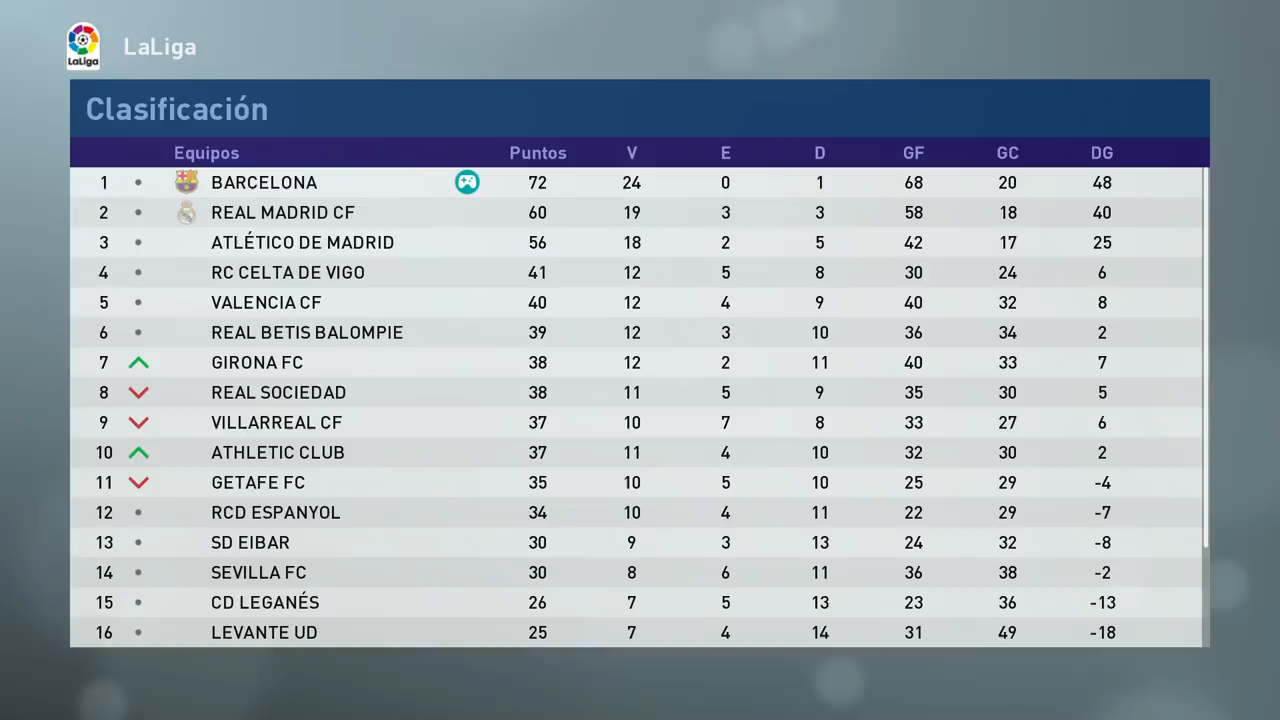 LaLiga
LaLiga
Clasificación
Equipos Puntos V E D GF GC DG
1 BARCELONA 72 24 0 1 68 20 48
2 REAL MADRID CF 60 19 3 3 58 18 40
3 ATLÉTICO DE MADRID 56 18 2 5 42 17 25
4 RC CELTA DE VIGO 41 12 5 8 30 24 6
5 VALENCIA CF 40 12 4 9 40 32 8
6 REAL BETIS BALOMPIE 39 12 3 10 36 34 2
7 GIRONA FC 38 12 2 11 40 33 7
8 REAL SOCIEDAD 38 11 5 9 35 30 5
9 VILLARREAL CF 37 10 7 8 33 27 6
10 ATHLETIC CLUB 37 11 4 10 32 30 2
11 GETAFE FC 35 10 5 10 25 29 -4
12 RCD ESPANYOL 34 10 4 11 22 29 -7
13 SD EIBAR 30 9 3 13 24 32 -8
14 SEVILLA FC 30 8 6 11 36 38 -2
15 CD LEGANÉS 26 7 5 13 23 36 -13
16 LEVANTE UD 25 7 4 14 31 49 -18